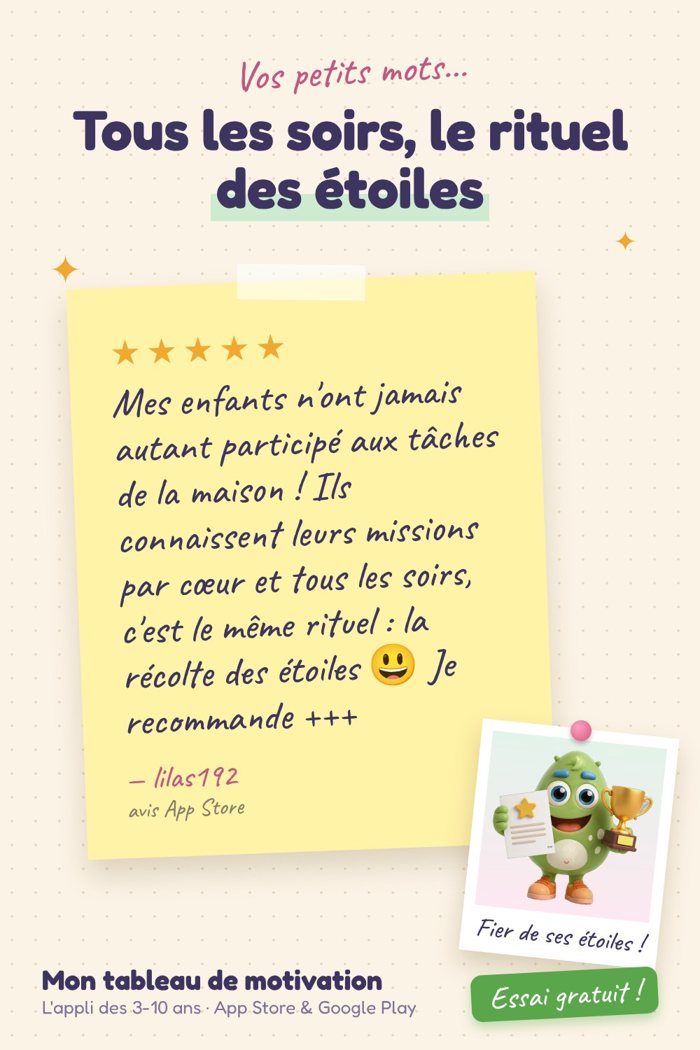 Vos petits mots...
Tous les soirs, le rituel
des étoiles
★★★★★
Mes enfants n'ont jamais
autant participé aux tâches
de la maison ! Ils
connaissent leurs missions
par cœur et tous les soirs,
c'est le même rituel : la
récolte des étoiles 😃 Je
recommande +++
— lilas192
avis App Store
Fier de ses étoiles !
Essai gratuit !
Mon tableau de motivation
L'appli des 3-10 ans · App Store & Google Play